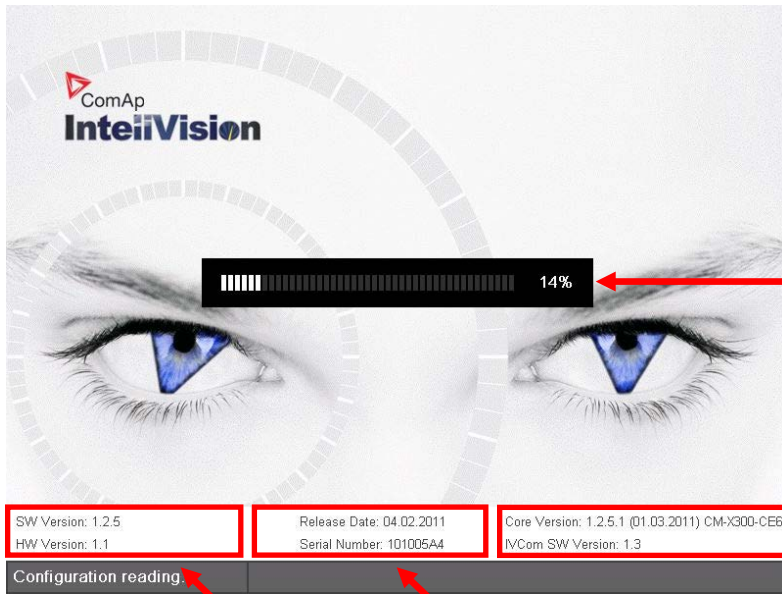 ComAp
InteliVision
14%
SW Version: 1.2.5
HW Version: 1.1
Release Date: 04.02.2011
Serial Number: 101005A4
Core Version: 1.2.5.1 (01.03.2011) CM-X300-CE6
IVCom SW Version: 1.3
Configuration reading.